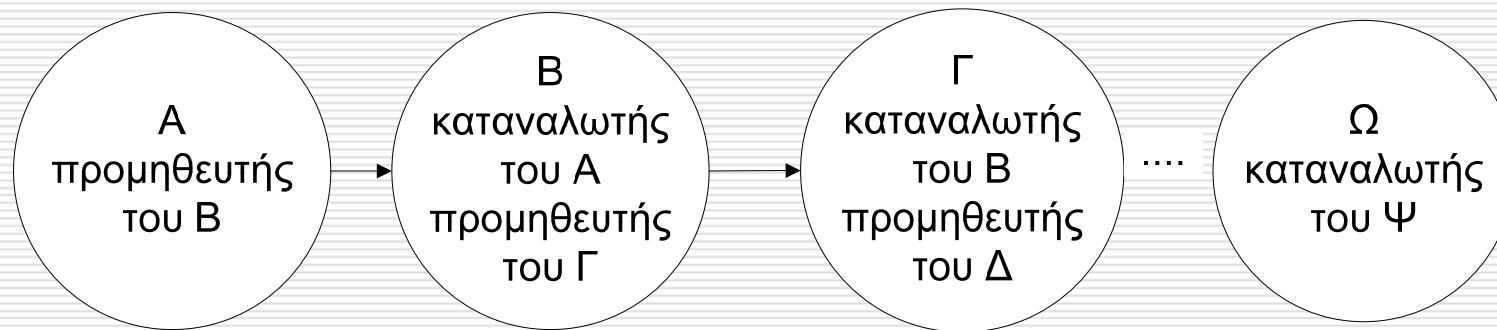 Α
προμηθευτής
του Β
Β
καταναλωτής
του Α
προμηθευτής
του Γ
Γ
καταναλωτής
του Β
προμηθευτής
του Δ
....
Ω
καταναλωτής
του Ψ